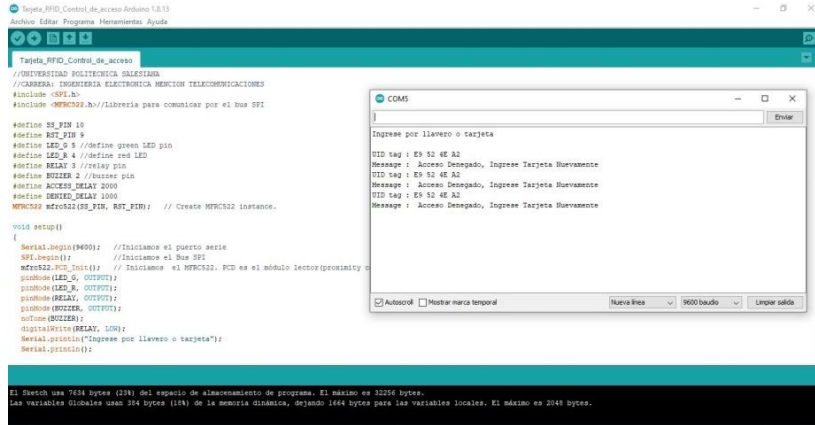 Tarjeta_RFID_Control_de_acceso Arduino 1.8.13
Archivo Editar Programa Herramientas Ayuda
Tarjeta_RFID_Control_de_acceso
//UNIVERSIDAD POLITECNICA SALESIANA
//CARRERA: INGENIERIA ELECTRONICA MENCION TELECOMUNICACIONES
#include <SPI.h>
#include <MFRC522.h>//Libreria para comunicar por el bus SPI
#define SS_PIN 10
#define RST_PIN 9
#define LED_G 5 //define green LED pin
#define LED_R 4 //define red LED
#define RELAY 3 //relay pin
#define BUZZER 2 //buzzer pin
#define ACCESS_DELAY 2000
#define DENIED_DELAY 1000
MFRC522 mfrc522(SS_PIN, RST_PIN); // Create MFRC522 instance.
void setup()
{
Serial.begin(9600); //Iniciamos el puerto serie
SPI.begin(); //Iniciamos el Bus SPI
mfrc522.PCD_Init(); // Iniciamos el MFRC522. PCD es el módulo lector(proximity c
pinMode(LED_G, OUTPUT);
pinMode(LED_R, OUTPUT);
pinMode(RELAY, OUTPUT);
pinMode(BUZZER, OUTPUT);
noTone(BUZZER);
digitalWrite(RELAY, LOW);
Serial.println("Ingrese por llavero o tarjeta");
Serial.println();
COM5
Enviar
Ingrese por llavero o tarjeta
UID tag : E9 52 4E A2
Message : Acceso Denegado, Ingrese Tarjeta Nuevamente
UID tag : E9 52 4E A2
Message : Acceso Denegado, Ingrese Tarjeta Nuevamente
UID tag : E9 52 4E A2
Message : Acceso Denegado, Ingrese Tarjeta Nuevamente
Autoscroll Mostrar marca temporal Nueva línea 9600 baudio Limpiar salida
El Sketch usa 7634 bytes (23%) del espacio de almacenamiento de programa. El máximo es 32256 bytes.
Las variables Globales usan 384 bytes (18%) de la memoria dinámica, dejando 1664 bytes para las variables locales. El máximo es 2048 bytes.